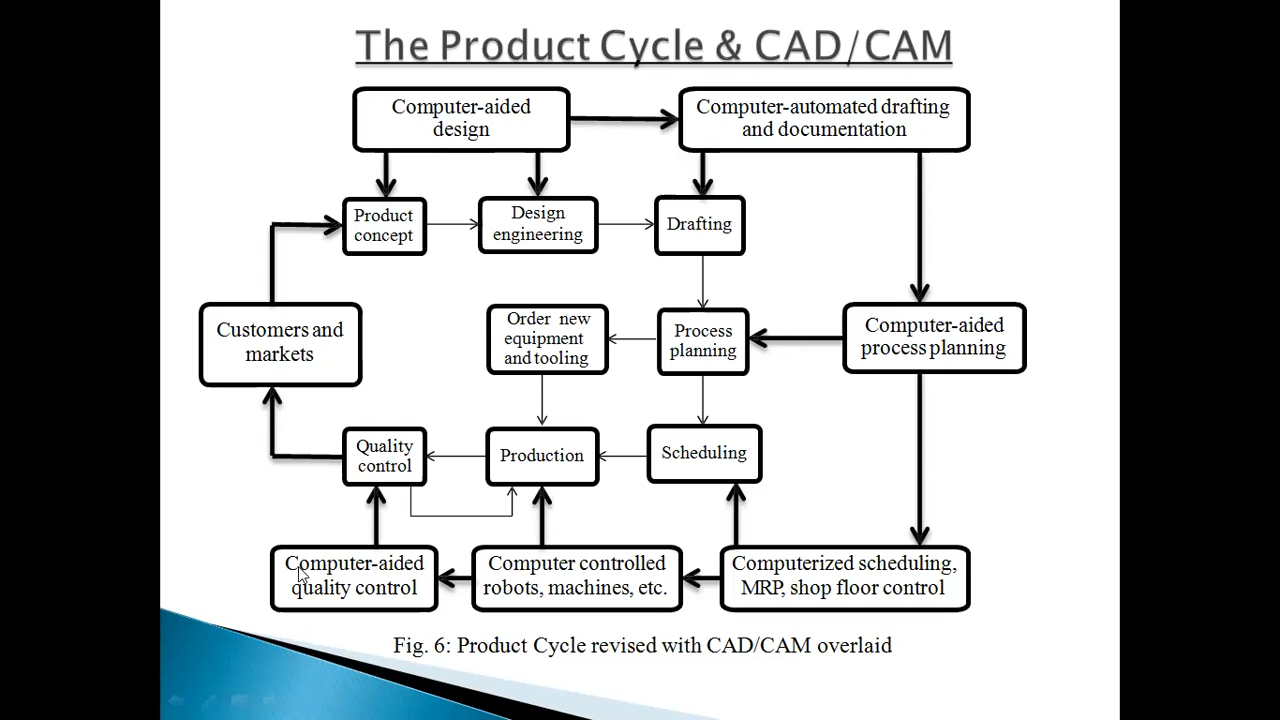 The Product Cycle & CAD/CAM
Computer-aided
design
Computer-automated drafting
and documentation
Product
concept
Design
engineering
Drafting
Customers and
markets
Order new
equipment
and tooling
Process
planning
Computer-aided
process planning
Quality
control
Production
Scheduling
Computer-aided
quality control
Computer controlled
robots, machines, etc.
Computerized scheduling,
MRP, shop floor control
Fig. 6: Product Cycle revised with CAD/CAM overlaid